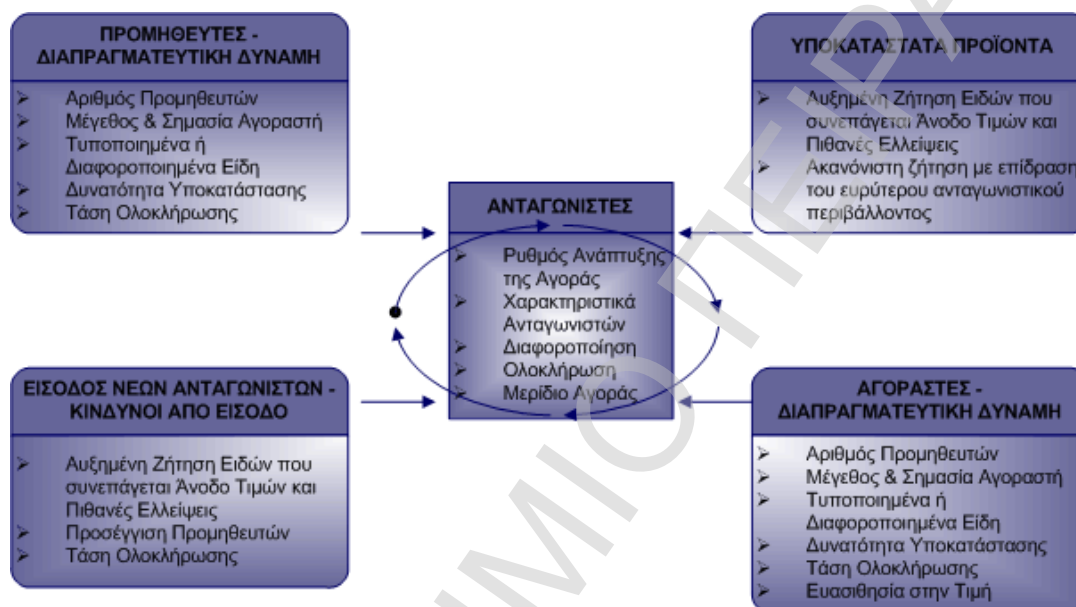 ΠΡΟΜΗΘΕΥΤΕΣ -
ΔΙΑΠΡΑΓΜΑΤΕΥΤΙΚΗ ΔΥΝΑΜΗ
➢ Αριθμός Προμηθευτών
➢ Μέγεθος & Σημασία Αγοραστή
➢ Τυποποιημένα ή
Διαφοροποιημένα Είδη
➢ Δυνατότητα Υποκατάστασης
➢ Τάση Ολοκλήρωσης
ΥΠΟΚΑΤΑΣΤΑΤΑ ΠΡΟΪΟΝΤΑ
➢ Αυξημένη Ζήτηση Ειδών που
συνεπάγεται Άνοδο Τιμών και
Πιθανές Ελλείψεις
➢ Ακανόνιστη ζήτηση με επίδραση
του ευρύτερου ανταγωνιστικού
περιβάλλοντος
ΑΝΤΑΓΩΝΙΣΤΕΣ
➢ Ρυθμός Ανάπτυξης
της Αγοράς
➢ Χαρακτηριστικά
Ανταγωνιστών
➢ Διαφοροποίηση
➢ Ολοκλήρωση
➢ Μερίδιο Αγοράς
ΕΙΣΟΔΟΣ ΝΕΩΝ ΑΝΤΑΓΩΝΙΣΤΩΝ -
ΚΙΝΔΥΝΟΙ ΑΠΟ ΕΙΣΟΔΟ
➢ Αυξημένη Ζήτηση Ειδών που
συνεπάγεται Άνοδο Τιμών και
Πιθανές Ελλείψεις
➢ Προσέγγιση Προμηθευτών
➢ Τάση Ολοκλήρωσης
ΑΓΟΡΑΣΤΕΣ -
ΔΙΑΠΡΑΓΜΑΤΕΥΤΙΚΗ ΔΥΝΑΜΗ
➢ Αριθμός Προμηθευτών
➢ Μέγεθος & Σημασία Αγοραστή
➢ Τυποποιημένα ή
Διαφοροποιημένα Είδη
➢ Δυνατότητα Υποκατάστασης
➢ Τάση Ολοκλήρωσης
➢ Ευαισθησία στην Τιμή